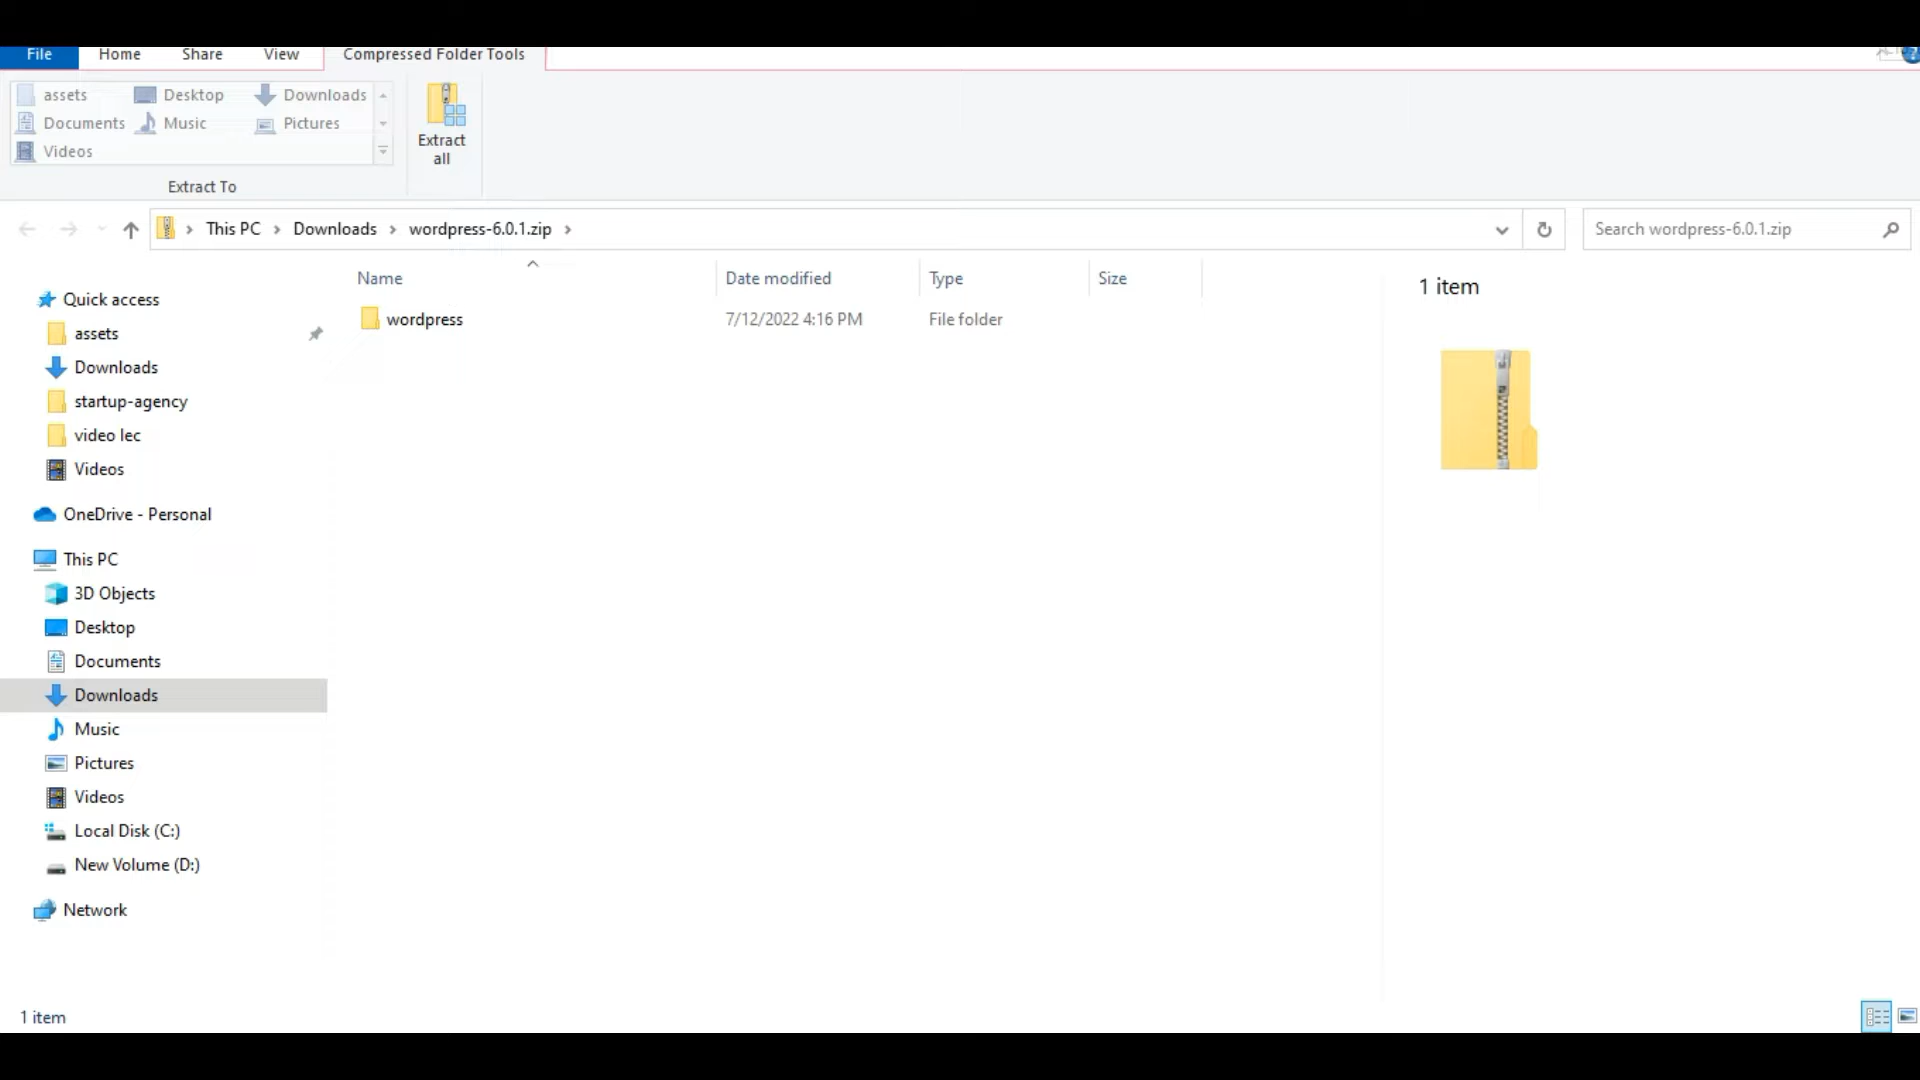 File Home Share View Compressed Folder Tools
assets Desktop Downloads
Documents Music Pictures
Videos
Extract all
Extract To
This PC Downloads wordpress-6.0.1.zip
Search wordpress-6.0.1.zip
Name Date modified Type Size
wordpress 7/12/2022 4:16 PM File folder
1 item
Quick access
assets
Downloads
startup-agency
video lec
Videos
OneDrive - Personal
This PC
3D Objects
Desktop
Documents
Downloads
Music
Pictures
Videos
Local Disk (C:)
New Volume (D:)
Network
1 item